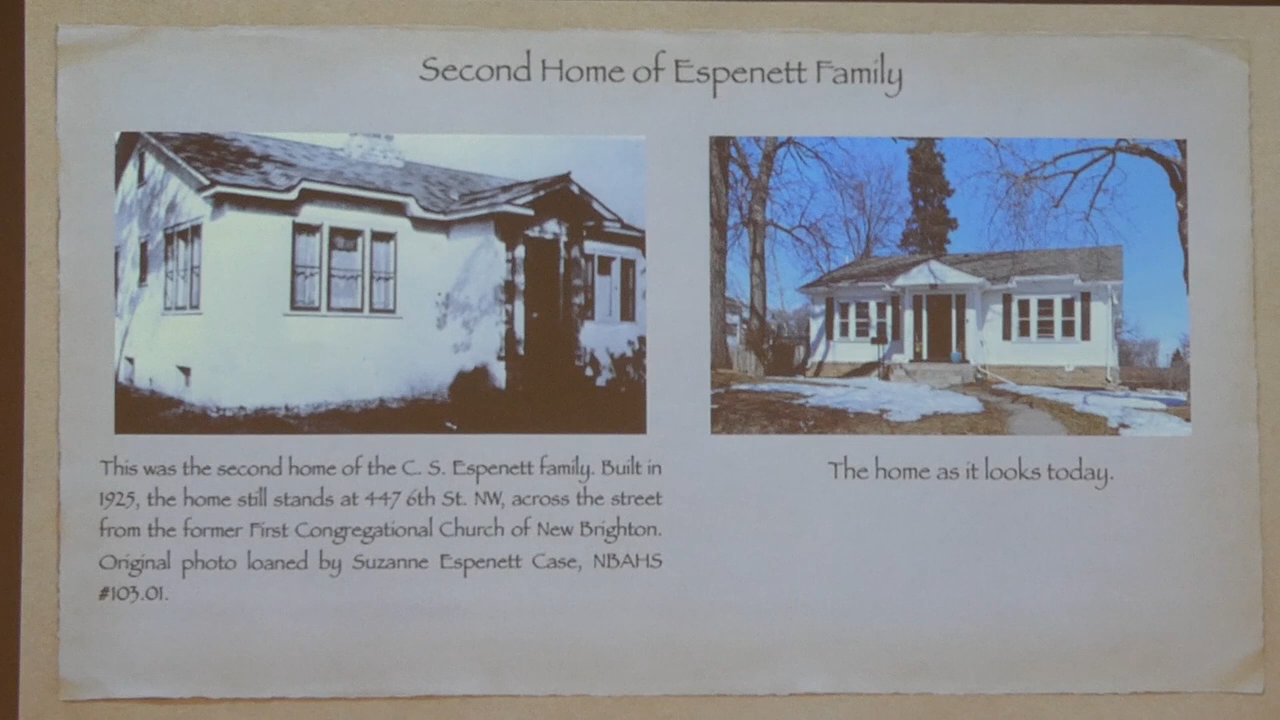 Second Home of Espenett Family
This was the second home of the C. S. Espenett family. Built in
1925, the home still stands at 447 6th St. NW, across the street
from the former First Congregational Church of New Brighton.
Original photo loaned by Suzanne Espenett Case, NBAHS
#103.01.
The home as it looks today.